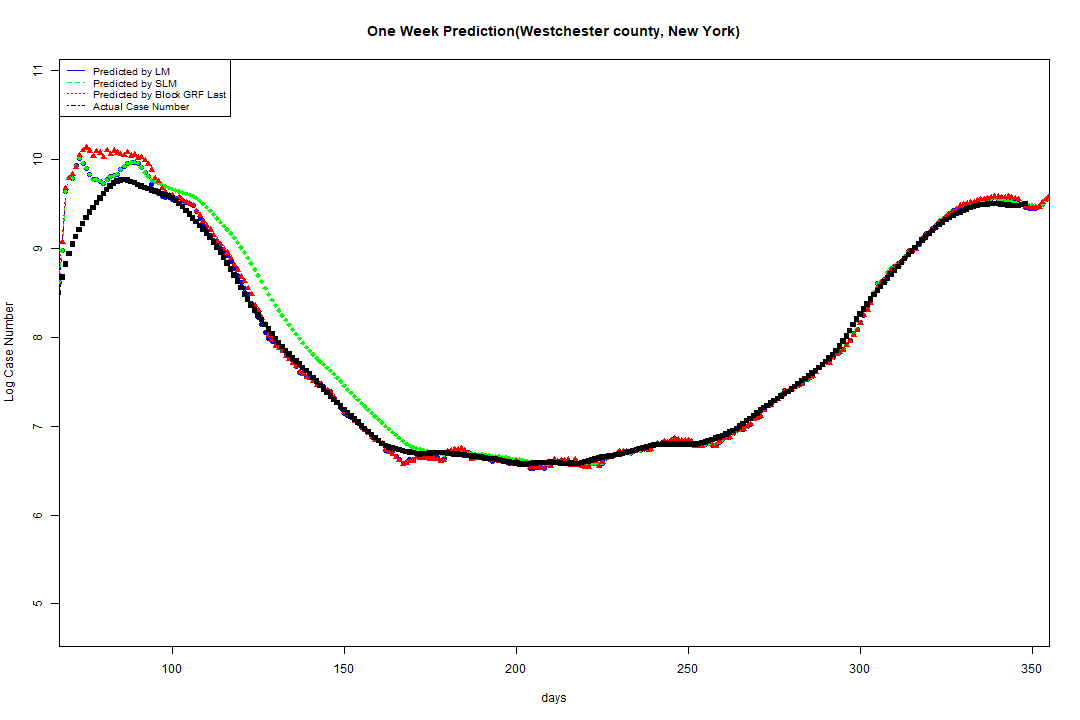 One Week Prediction(Westchester county, New York)
Predicted by LM
Predicted by SLM
Predicted by Block GRF Last
Actual Case Number
11
10
9
8
7
6
5
Log Case Number
100 150 200 250 300 350
days